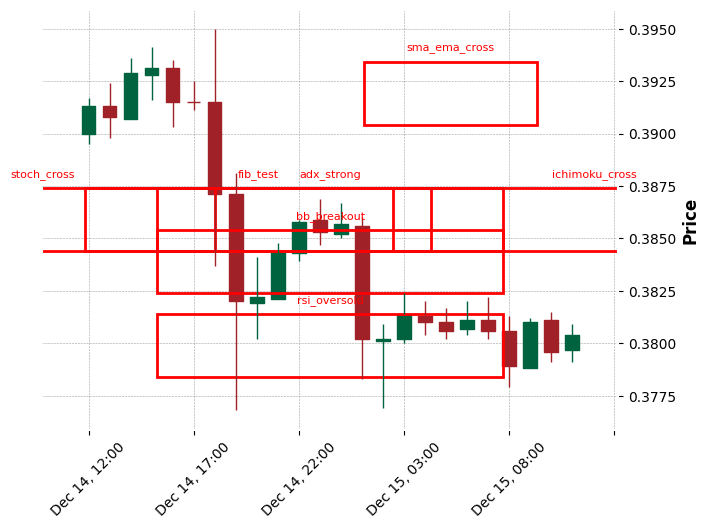 0.3950
sma_ema_cross
0.3925
0.3900
stoch_cross
fib_test
adx_strong
ichimoku_cross
0.3875
bb_breakout
0.3850
Price
0.3825
0.3800
0.3775
Dec 14, 12:00
Dec 14, 17:00
Dec 14, 22:00
Dec 15, 03:00
Dec 15, 08:00